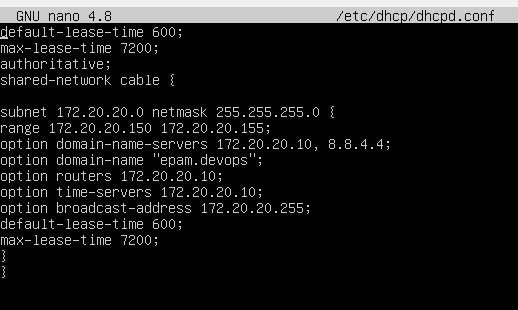 GNU nano 4.8 /etc/dhcp/dhcpd.conf
default-lease-time 600;
max-lease-time 7200;
authoritative;
shared-network cable {
subnet 172.20.20.0 netmask 255.255.255.0 {
range 172.20.20.150 172.20.20.155;
option domain-name-servers 172.20.20.10, 8.8.4.4;
option domain-name "epam.devops";
option routers 172.20.20.10;
option time-servers 172.20.20.10;
option broadcast-address 172.20.20.255;
default-lease-time 600;
max-lease-time 7200;
}
}